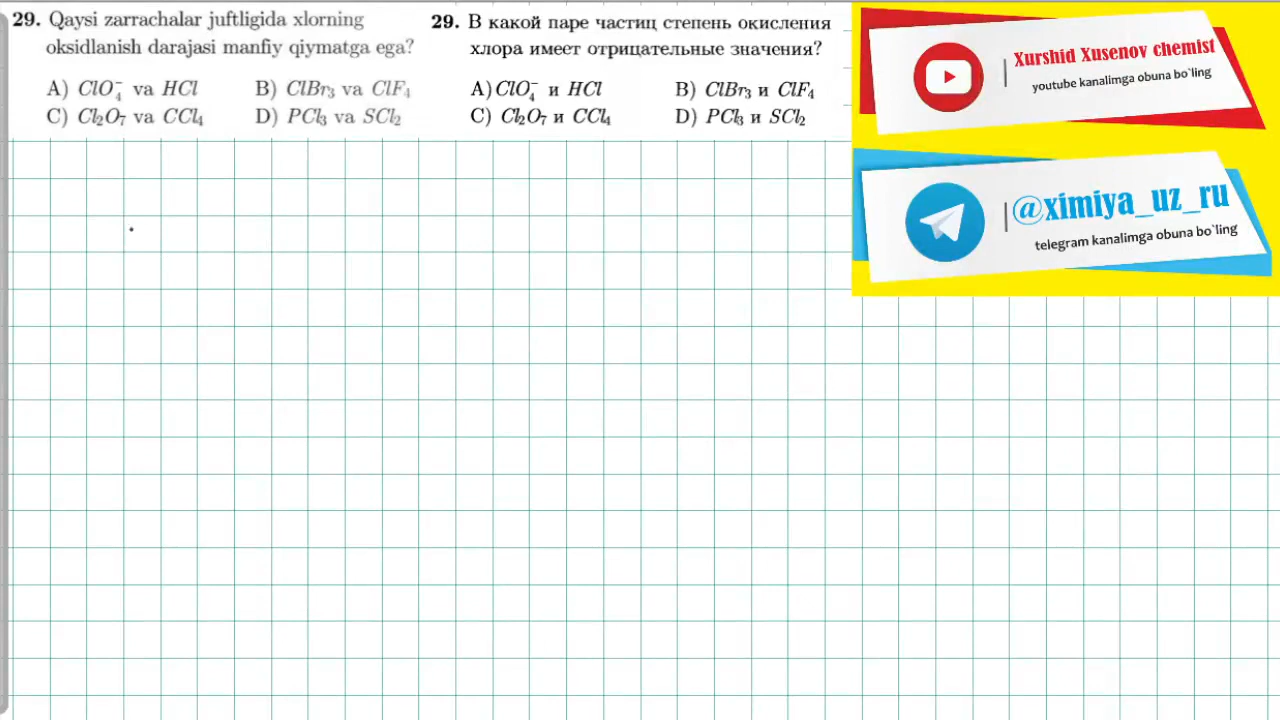 29. Qaysi zarrachalar juftligida xlorning
oksidlanish darajasi manfiy qiymatga ega?
A) ClO₄⁻ va HCl B) ClBr₃ va ClF₄
C) Cl₂O₇ va CCl₄ D) PCl₃ va SCl₂
29. В какой паре частиц степень окисления
хлора имеет отрицательные значения?
A) ClO₄⁻ и HCl B) ClBr₃ и ClF₄
C) Cl₂O₇ и CCl₄ D) PCl₃ и SCl₂
Xurshid Xusenov chemist
youtube kanalimga obuna bo`ling
@ximiya_uz_ru
telegram kanalimga obuna bo`ling